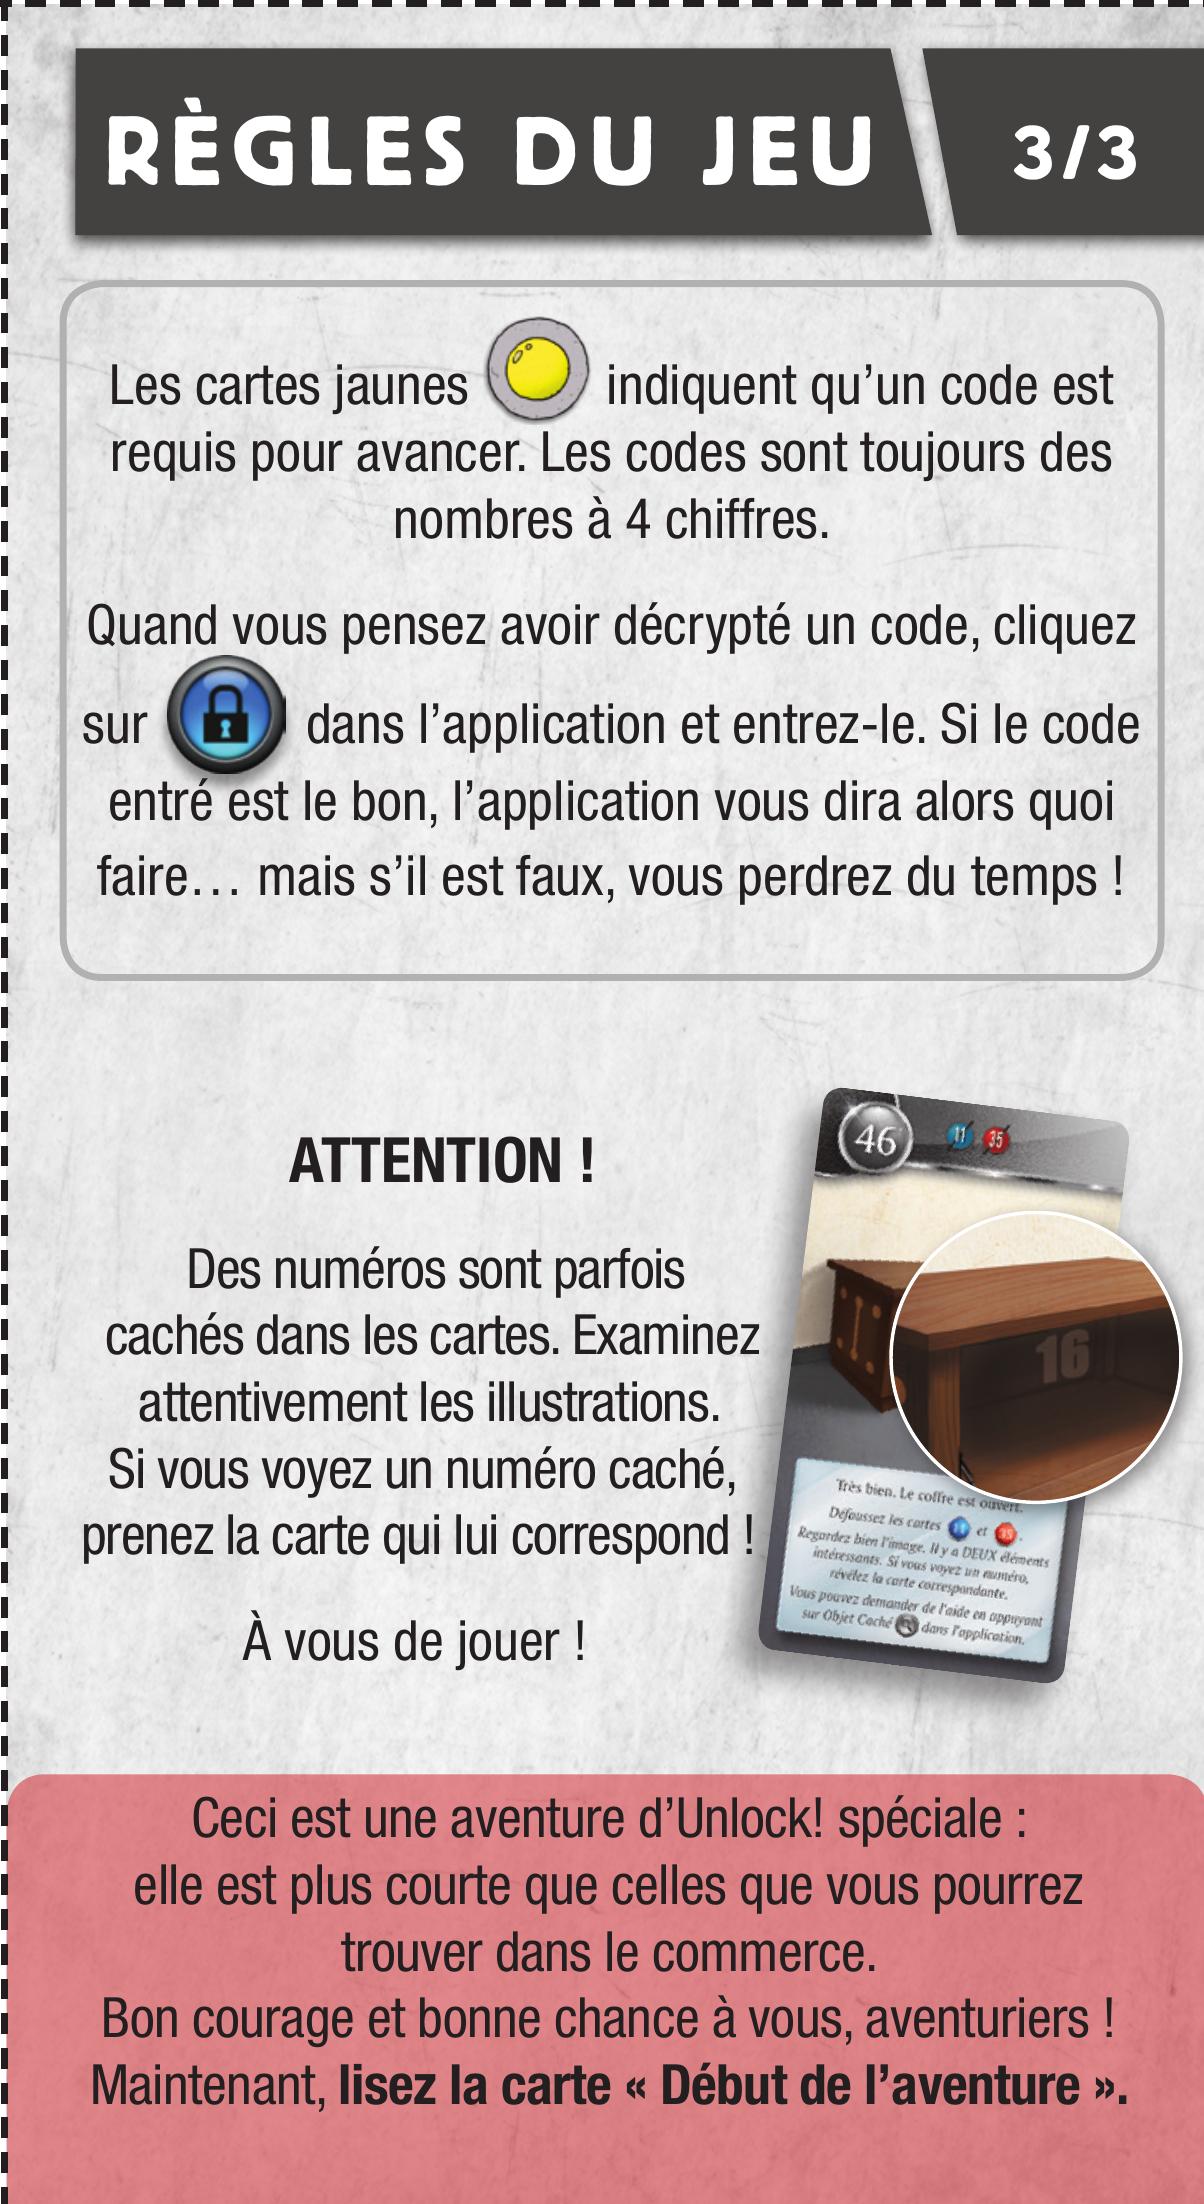 RÈGLES DU JEU 3/3
Les cartes jaunes indiquent qu’un code est
requis pour avancer. Les codes sont toujours des
nombres à 4 chiffres.
Quand vous pensez avoir décrypté un code, cliquez
sur dans l’application et entrez-le. Si le code
entré est le bon, l’application vous dira alors quoi
faire… mais s’il est faux, vous perdrez du temps !
ATTENTION !
Des numéros sont parfois
cachés dans les cartes. Examinez
attentivement les illustrations.
Si vous voyez un numéro caché,
prenez la carte qui lui correspond !
À vous de jouer !
46 11 35
16
Très bien. Le coffre est ouvert.
Défaussez les cartes 11 et 35.
Regardez bien l’image. Il y a DEUX éléments
intéressants. Si vous voyez un numéro,
révélez la carte correspondante.
Vous pouvez demander de l’aide en appuyant
sur Objet Caché dans l’application.
Ceci est une aventure d’Unlock! spéciale :
elle est plus courte que celles que vous pourrez
trouver dans le commerce.
Bon courage et bonne chance à vous, aventuriers !
Maintenant, lisez la carte « Début de l’aventure ».